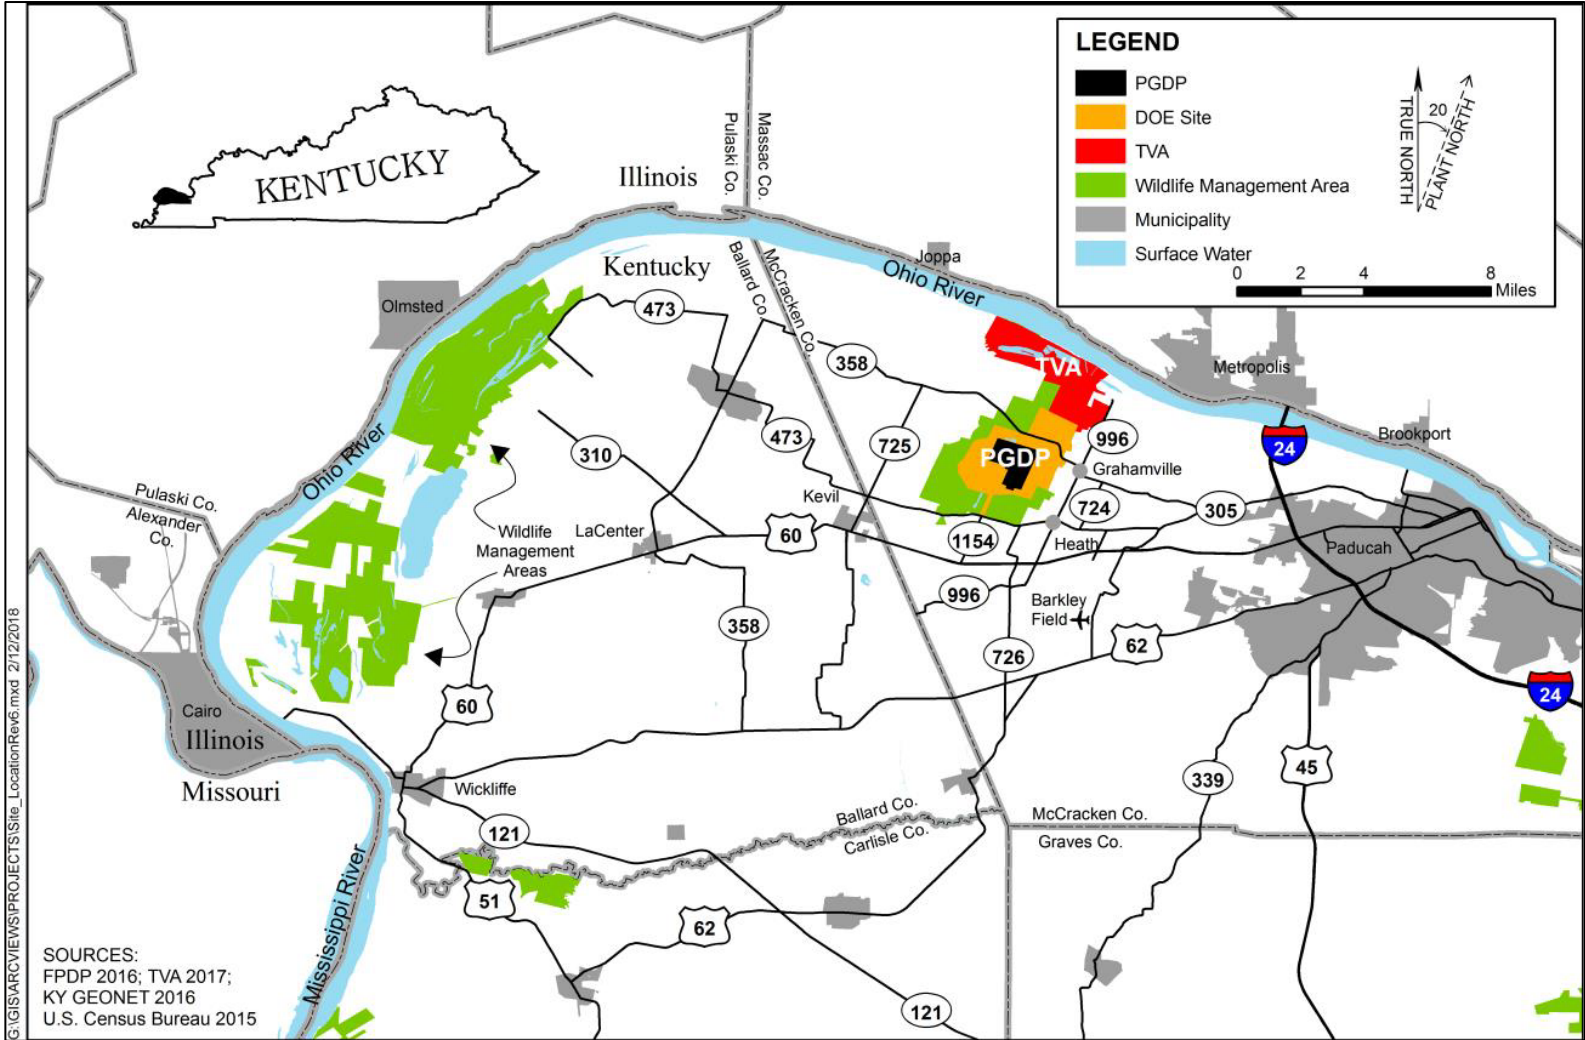 LEGEND
PGDP
DOE Site
TVA
Wildlife Management Area
Municipality
Surface Water
TRUE NORTH
20
PLANT NORTH
0 2 4 8
Miles
KENTUCKY
Pulaski Co.
Massac Co.
Illinois
Kentucky
Ballard Co.
McCracken Co.
Joppa
Ohio River
Olmsted
473
358
TVA
Metropolis
Ohio River
310
473
725
PGDP
996
Grahamville
24
Brookport
Pulaski Co.
Alexander
Co.
Wildlife
Management
Areas
LaCenter
Kevil
60
1154
724
Heath
305
Paducah
996
Barkley
Field
358
726
62
60
24
Cairo
Illinois
Missouri
Wickliffe
339
45
121
Ballard Co.
Carlisle Co.
McCracken Co.
Graves Co.
51
62
121
Mississippi River
SOURCES:
FPDP 2016; TVA 2017;
KY GEONET 2016
U.S. Census Bureau 2015
G:\GIS\ARCVIEWS\PROJECTS\Site_LocationRev6.mxd 2/12/2018